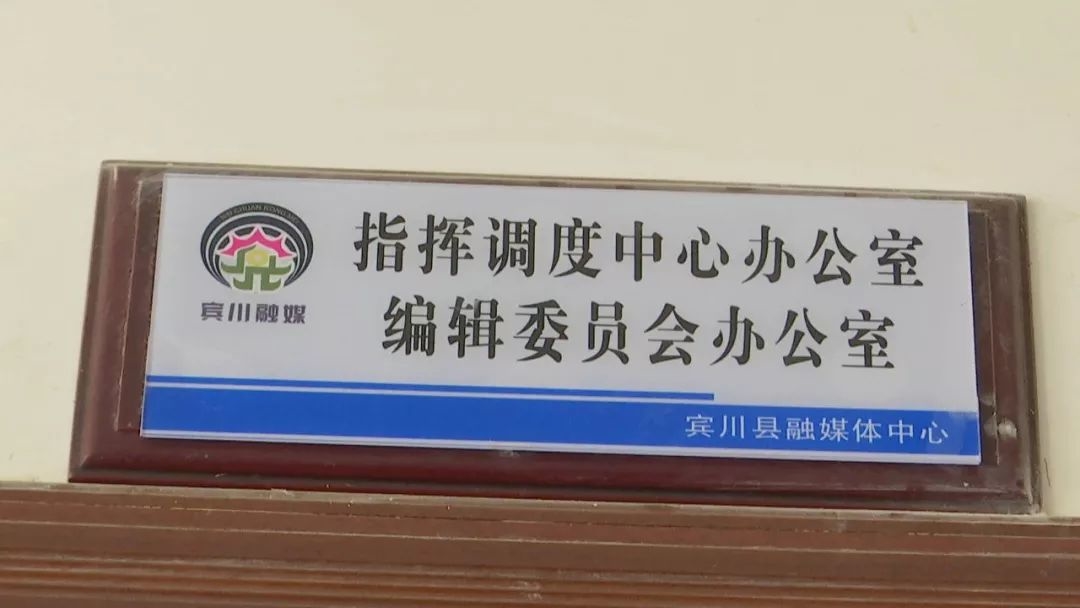 指挥调度中心办公室
编辑委员会办公室
宾川融媒
宾川县融媒体中心